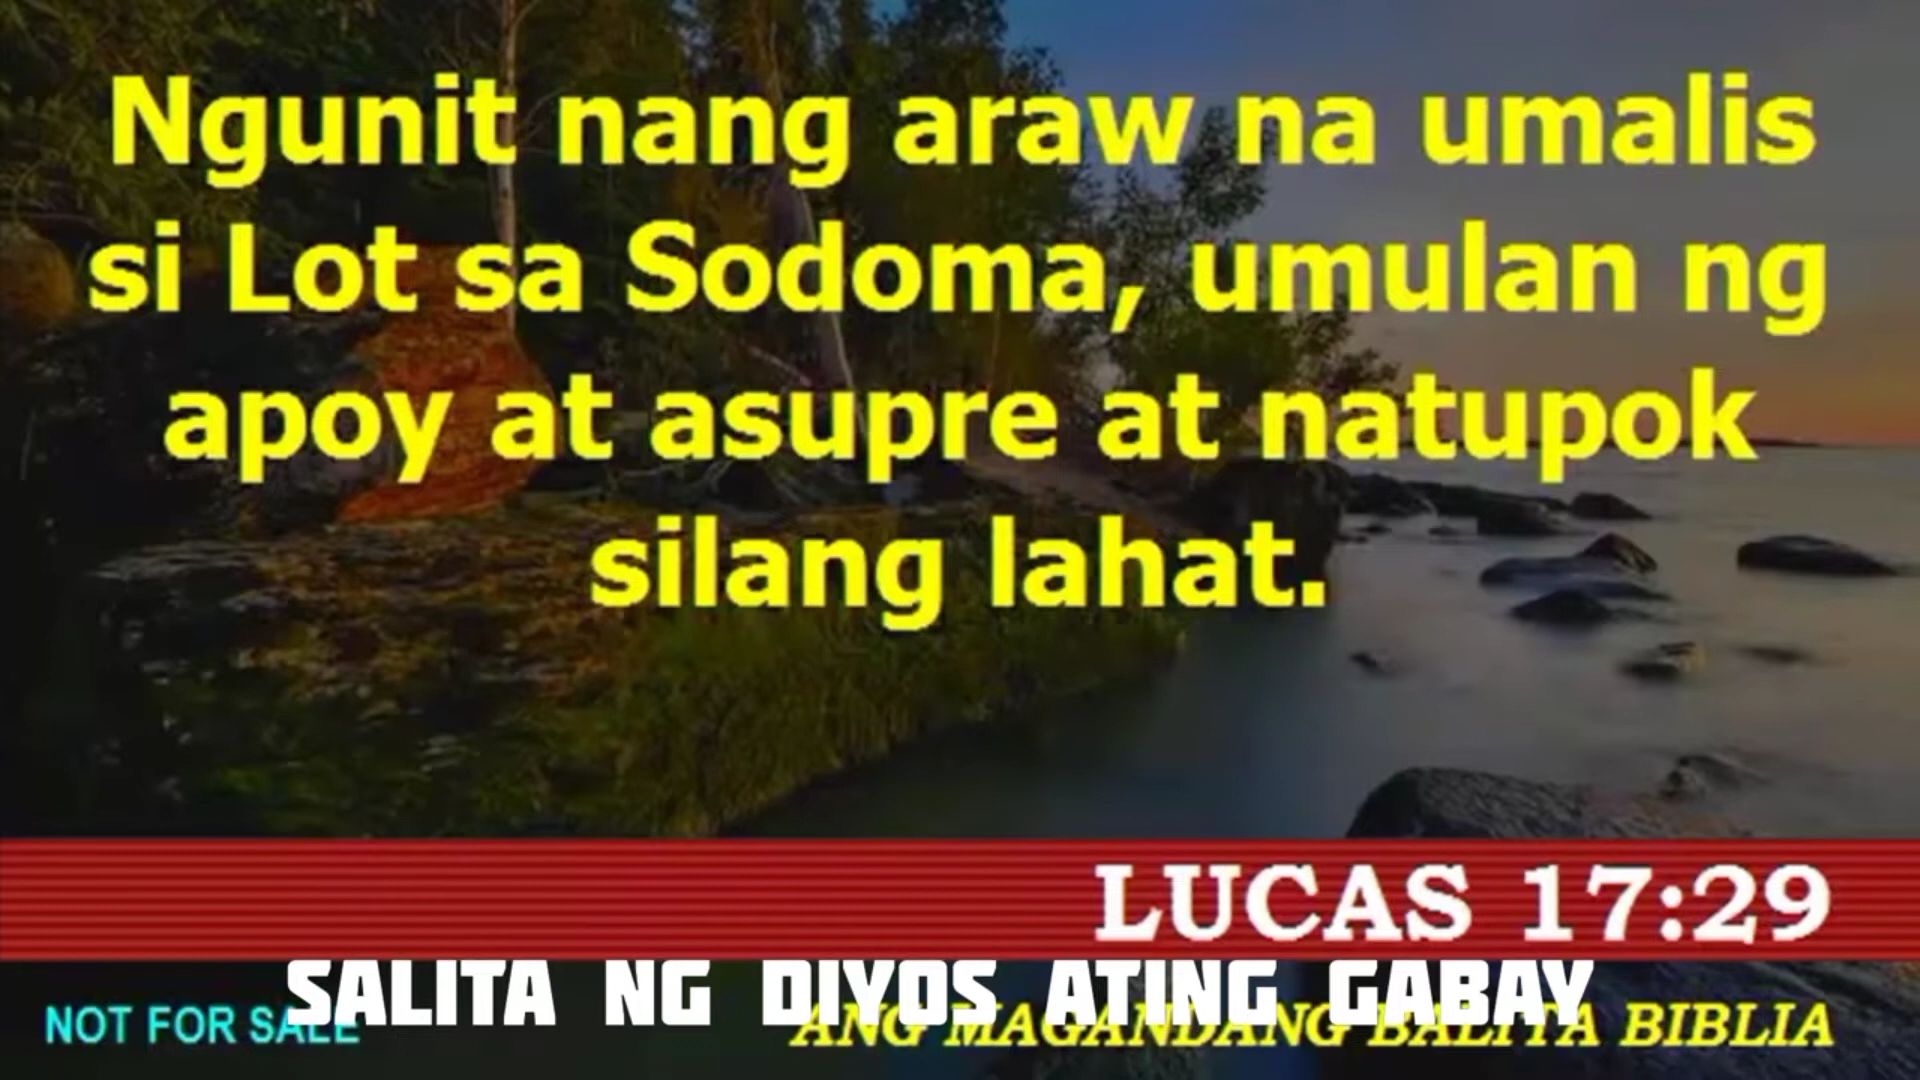 Ngunit nang araw na umalis
si Lot sa Sodoma, umulan ng
apoy at asupre at natupok
silang lahat.
LUCAS 17:29
SALITA NG DIYOS ATING GABAY
NOT FOR SALE
ANG MAGANDANG BALITA BIBLIA